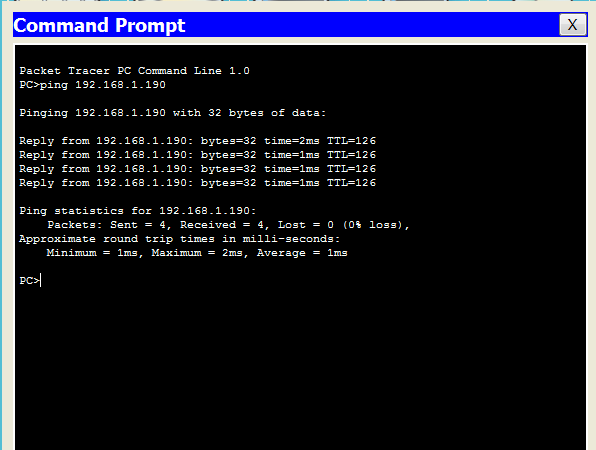 Command Prompt
X
Packet Tracer PC Command Line 1.0
PC>ping 192.168.1.190
Pinging 192.168.1.190 with 32 bytes of data:
Reply from 192.168.1.190: bytes=32 time=2ms TTL=126
Reply from 192.168.1.190: bytes=32 time=1ms TTL=126
Reply from 192.168.1.190: bytes=32 time=1ms TTL=126
Reply from 192.168.1.190: bytes=32 time=1ms TTL=126
Ping statistics for 192.168.1.190:
Packets: Sent = 4, Received = 4, Lost = 0 (0% loss),
Approximate round trip times in milli-seconds:
Minimum = 1ms, Maximum = 2ms, Average = 1ms
PC>